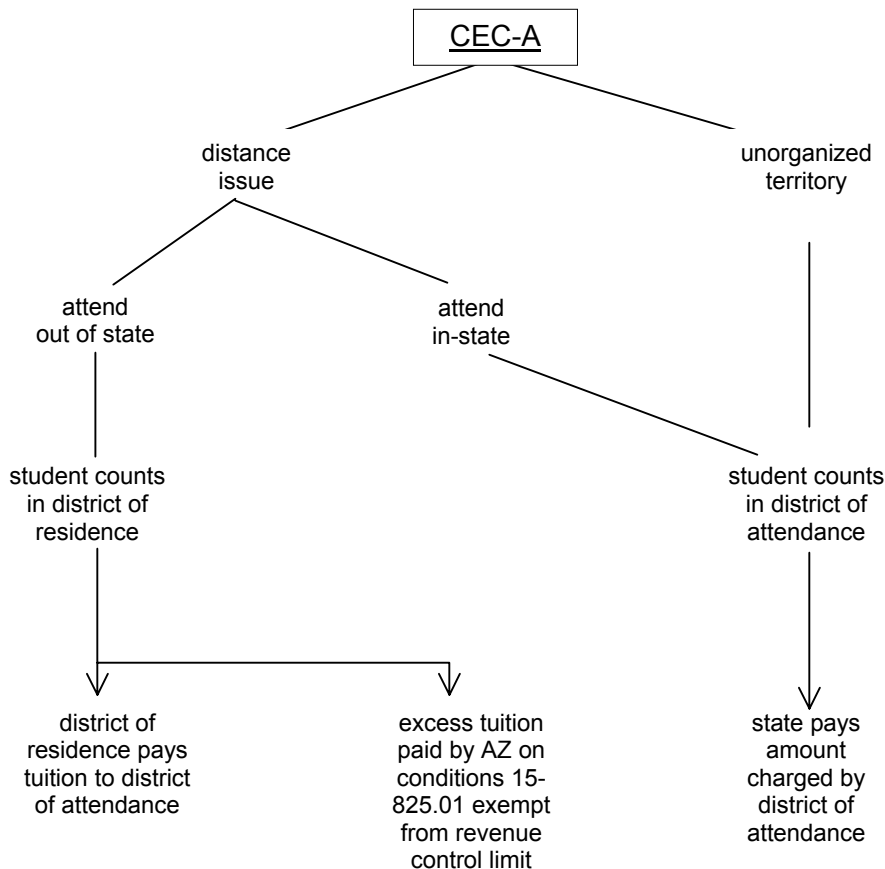 CEC-A
distance
issue
unorganized
territory
attend
out of state
attend
in-state
student counts
in district of
residence
student counts
in district of
attendance
district of
residence pays
tuition to district
of attendance
excess tuition
paid by AZ on
conditions 15-
825.01 exempt
from revenue
control limit
state pays
amount
charged by
district of
attendance